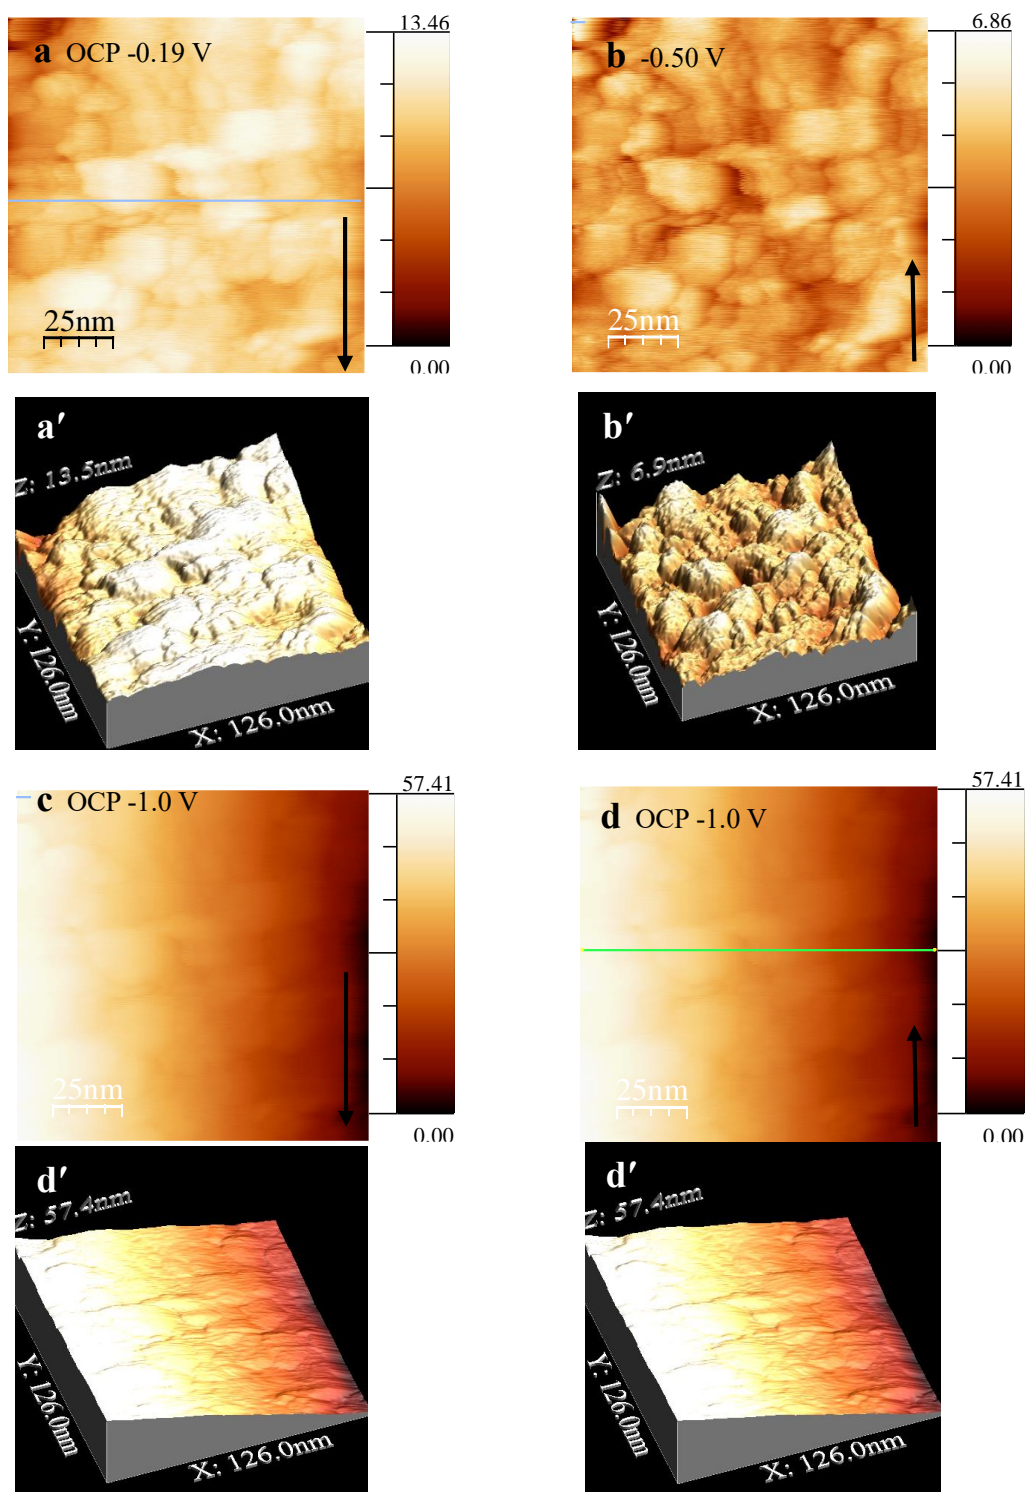 13.46
a OCP -0.19 V
25nm
0.00
6.86
b -0.50 V
25nm
0.00
a′
Z: 13.5nm
Y: 126.0nm
X: 126.0nm
b′
Z: 6.9nm
Y: 126.0nm
X: 126.0nm
57.41
c OCP -1.0 V
25nm
0.00
57.41
d OCP -1.0 V
25nm
0.00
d′
Z: 57.4nm
Y: 126.0nm
X: 126.0nm
d′
Z: 57.4nm
Y: 126.0nm
X: 126.0nm